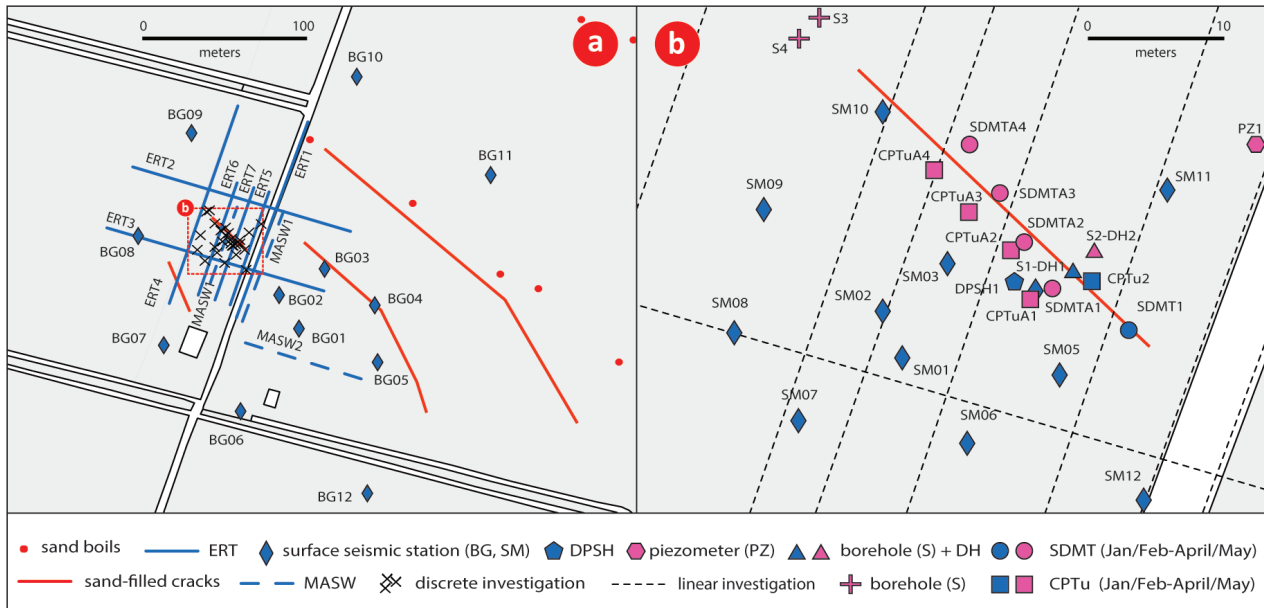 0
100
meters
a
BG10
BG09
BG11
ERT2
ERT6
ERT7
ERT5
ERT1
b
ERT3
MASW1
BG08
BG03
BG02
BG04
ERT4
MASW1
BG01
BG07
MASW2
BG05
BG06
BG12
b
S3
S4
0
10
meters
SM10
SDMTA4
PZ1
CPTuA4
SM09
SDMTA3
SM11
CPTuA3
SDMTA2
CPTuA2
S2-DH2
SM03
S1-DH1
CPTu2
DPSH1
SM08
SM02
CPTuA1
SDMTA1
SDMT1
SM01
SM05
SM07
SM06
SM12
sand boils
ERT
surface seismic station (BG, SM)
DPSH
piezometer (PZ)
borehole (S) + DH
SDMT (Jan/Feb-April/May)
sand-filled cracks
MASW
discrete investigation
linear investigation
borehole (S)
CPTu (Jan/Feb-April/May)